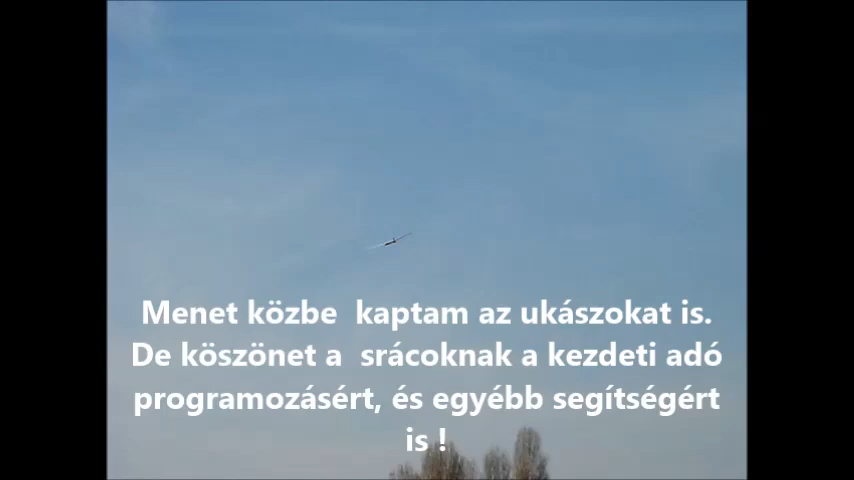 Menet közbe  kaptam az ukászokat is.
De köszönet a  srácoknak a kezdeti adó
programozásért, és egyébb segítségért
is !